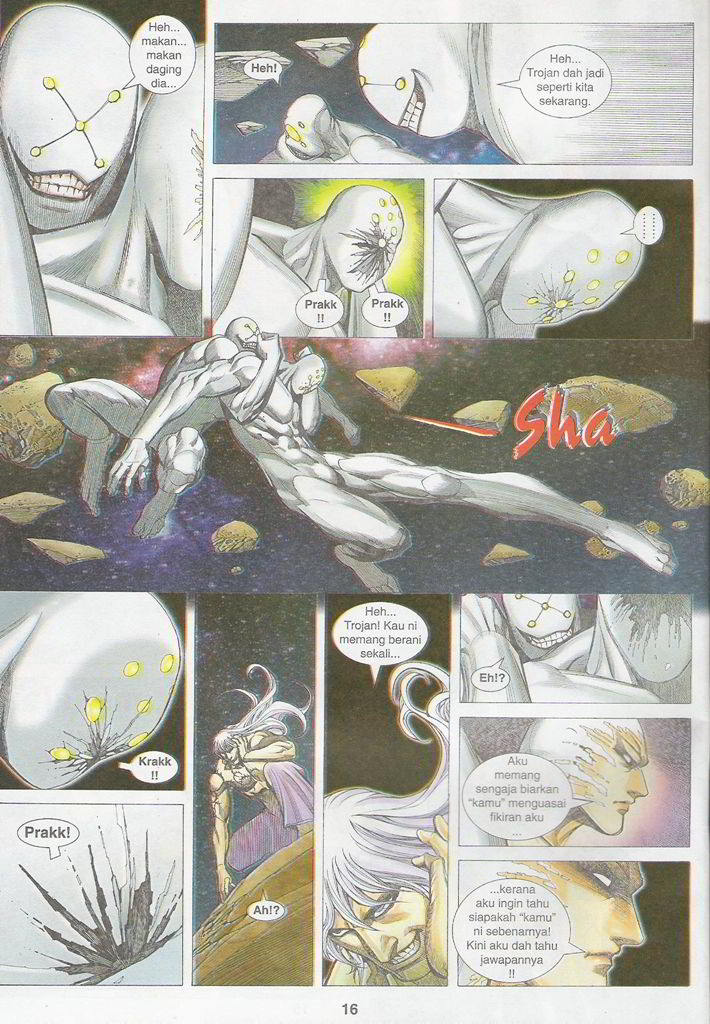 Heh...
makan...
makan
daging
dia...
Heh!
Heh...
Trojan dah jadi
seperti kita
sekarang.
Prakk
!!
Prakk
!!
......
Sha
Krakk
!!
Prakk!
Ah!?
Heh...
Trojan! Kau ni
memang berani
sekali...
Eh!?
Aku
memang
sengaja biarkan
“kamu” menguasai
fikiran aku
...
...kerana
aku ingin tahu
siapakah “kamu”
ni sebenarnya!
Kini aku dah tahu
jawapannya
!!
16